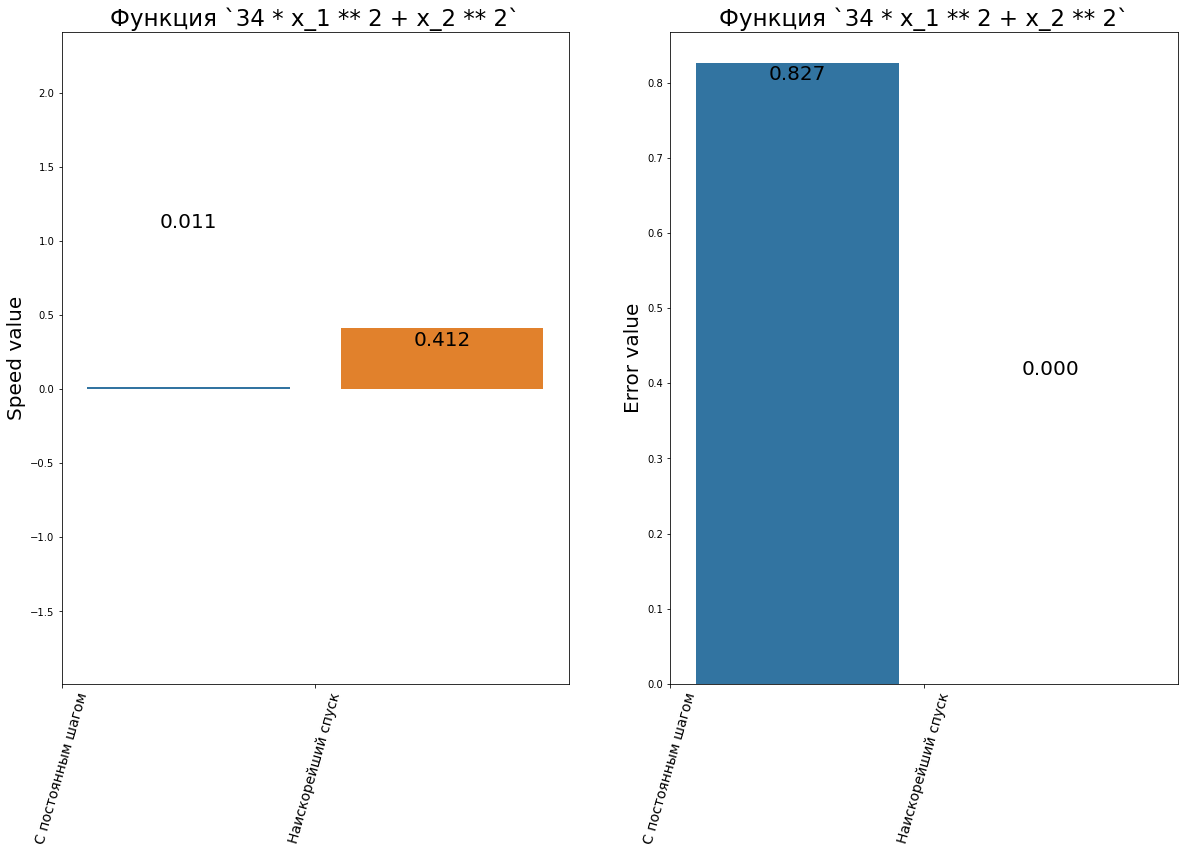 Функция `34 * x_1 ** 2 + x_2 ** 2`
Speed value
2.0
1.5
1.0
0.5
0.0
−0.5
−1.0
−1.5
0.011
0.412
С постоянным шагом
Наискорейший спуск
Функция `34 * x_1 ** 2 + x_2 ** 2`
Error value
0.8
0.7
0.6
0.5
0.4
0.3
0.2
0.1
0.0
0.827
0.000
С постоянным шагом
Наискорейший спуск